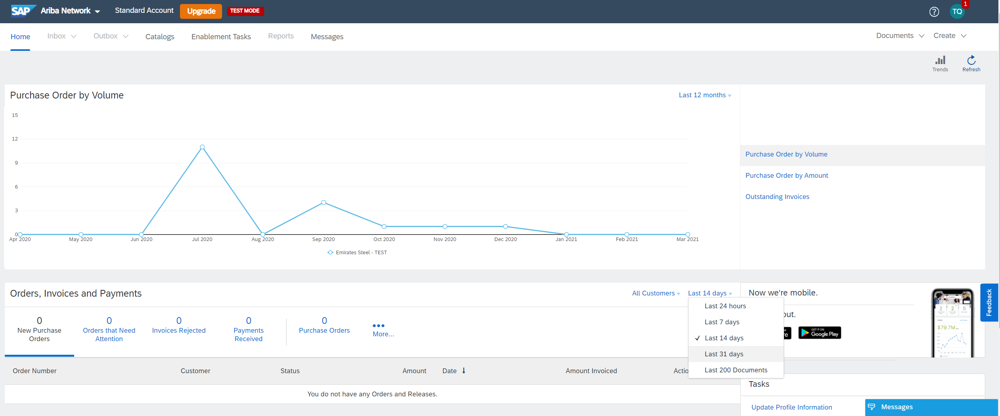 SAP Ariba Network Standard Account Upgrade TEST MODE ? TQ 1
Home Inbox Outbox Catalogs Enablement Tasks Reports Messages Documents Create
Trends Refresh
Purchase Order by Volume Last 12 months
15
12
9
6
3
0
Apr 2020 May 2020 Jun 2020 Jul 2020 Aug 2020 Sep 2020 Oct 2020 Nov 2020 Dec 2020 Jan 2021 Feb 2021 Mar 2021
Emirates Steel - TEST
Purchase Order by Volume
Purchase Order by Amount
Outstanding Invoices
Orders, Invoices and Payments All Customers Last 14 days
Last 24 hours
Last 7 days
Last 14 days
Last 31 days
Last 200 Documents
0 0 0 0 0
New Purchase Orders that Need Invoices Rejected Payments Purchase Orders More...
Orders Attention Received
Order Number Customer Status Amount Date Amount Invoiced Actio
You do not have any Orders and Releases.
Now we're mobile.
out.
GET IT ON
Google Play
2 2 5
$79.7M
Feedback
Tasks
Update Profile Information
Messages